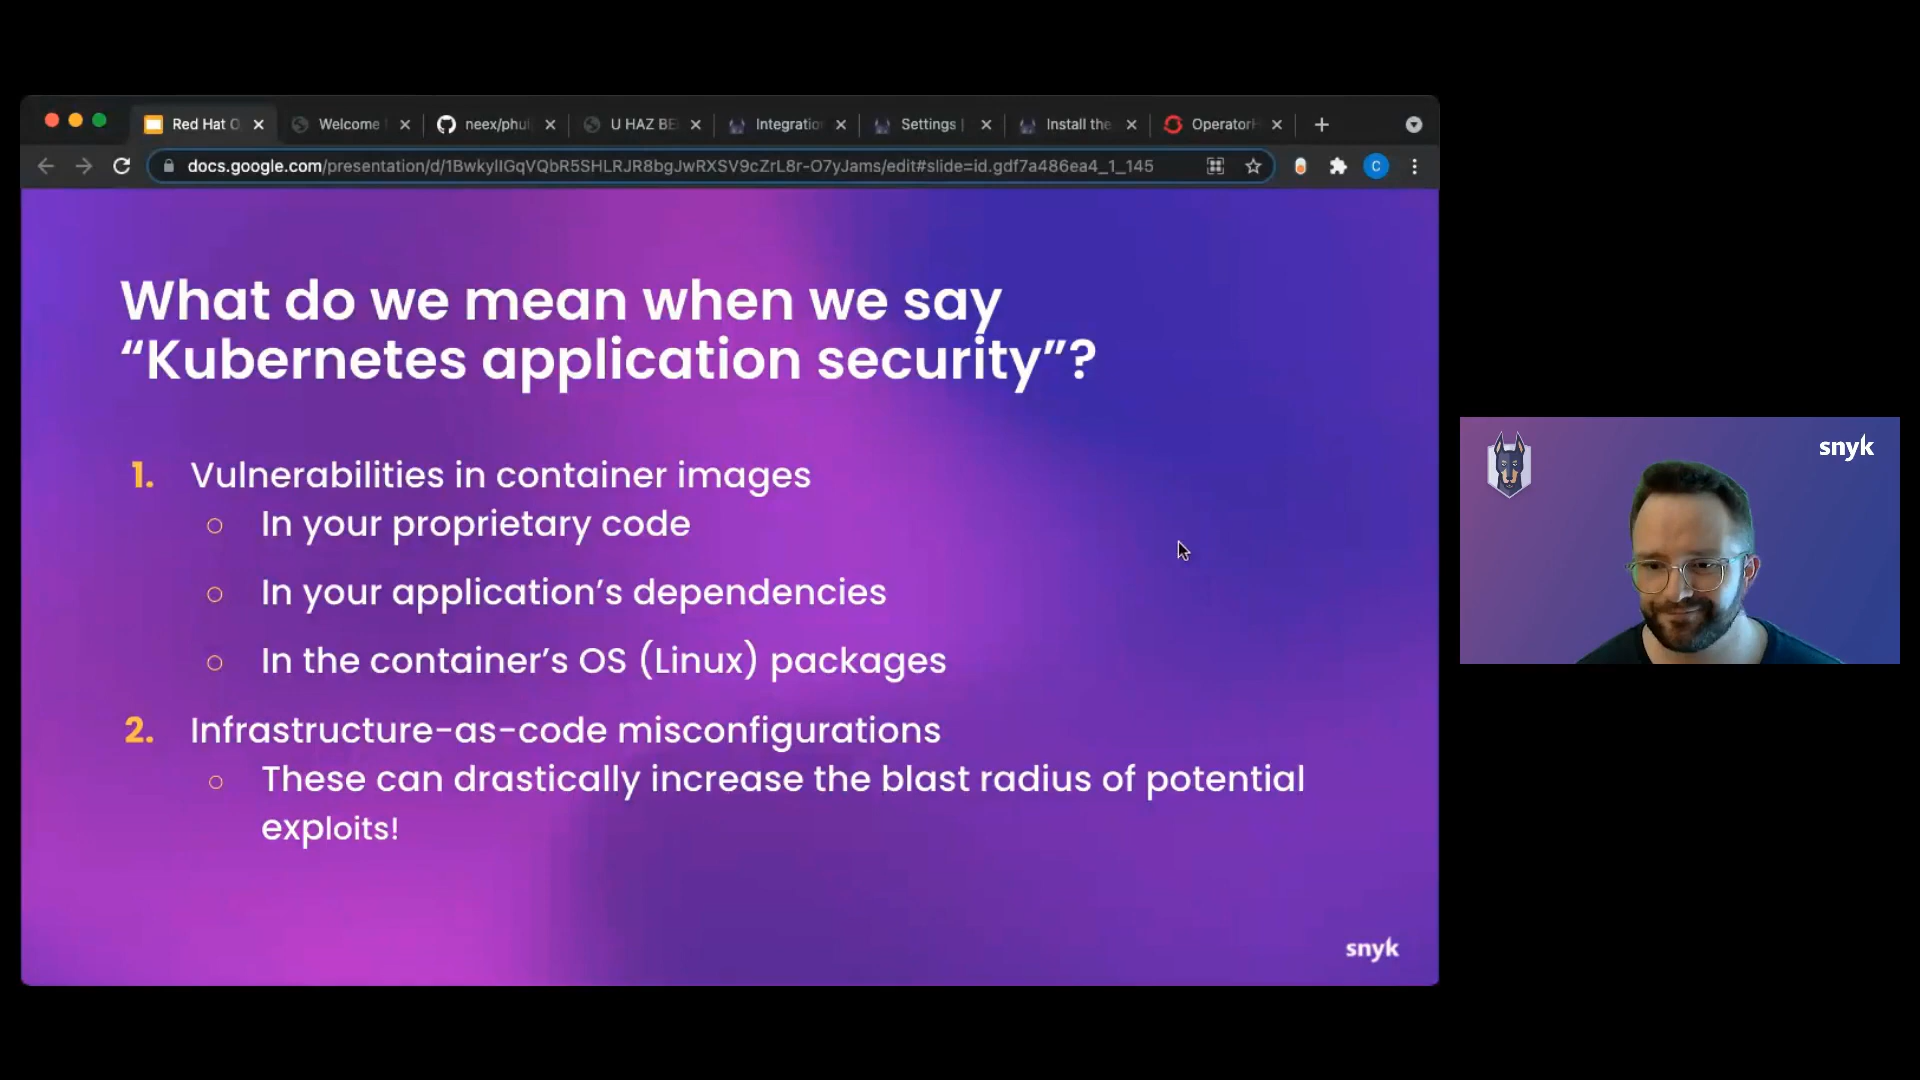 Red Hat O
Welcome
neex/phui
U HAZ BE
Integratio
Settings |
Install the
OperatorH
docs.google.com/presentation/d/1BwkylIGqVQbR5SHLRJR8bgJwRXSV9cZrL8r-O7yJams/edit#slide=id.gdf7a486ea4_1_145
C
What do we mean when we say
“Kubernetes application security”?
1. Vulnerabilities in container images
○ In your proprietary code
○ In your application’s dependencies
○ In the container’s OS (Linux) packages
2. Infrastructure-as-code misconfigurations
○ These can drastically increase the blast radius of potential
exploits!
snyk
snyk